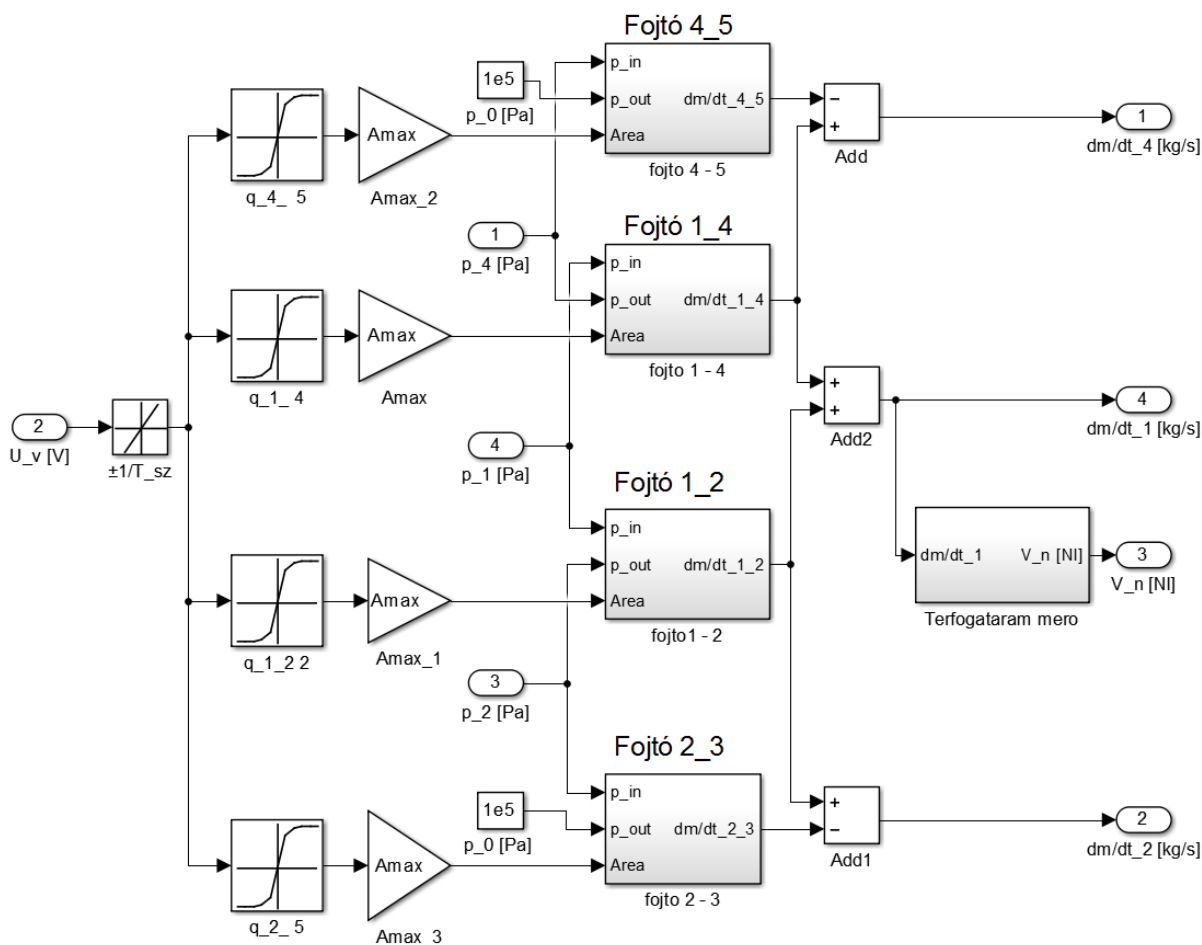 Fojtó 4_5
1e5
p_0 [Pa]
p_in
p_out
Area
dm/dt_4_5
fojto 4 - 5
−
+
Add
1
dm/dt_4 [kg/s]
q_4_ 5
Amax
Amax_2
1
p_4 [Pa]
Fojtó 1_4
p_in
p_out
Area
dm/dt_1_4
fojto 1 - 4
q_1_ 4
Amax
Amax
+
+
Add2
4
dm/dt_1 [kg/s]
2
U_v [V]
±1/T_sz
4
p_1 [Pa]
Fojtó 1_2
p_in
p_out
Area
dm/dt_1_2
fojto1 - 2
dm/dt_1
V_n [Nl]
Terfogataram mero
3
V_n [Nl]
q_1_2 2
Amax
Amax_1
3
p_2 [Pa]
Fojtó 2_3
1e5
p_0 [Pa]
p_in
p_out
Area
dm/dt_2_3
fojto 2 - 3
+
−
Add1
2
dm/dt_2 [kg/s]
q_2_ 5
Amax
Amax_3